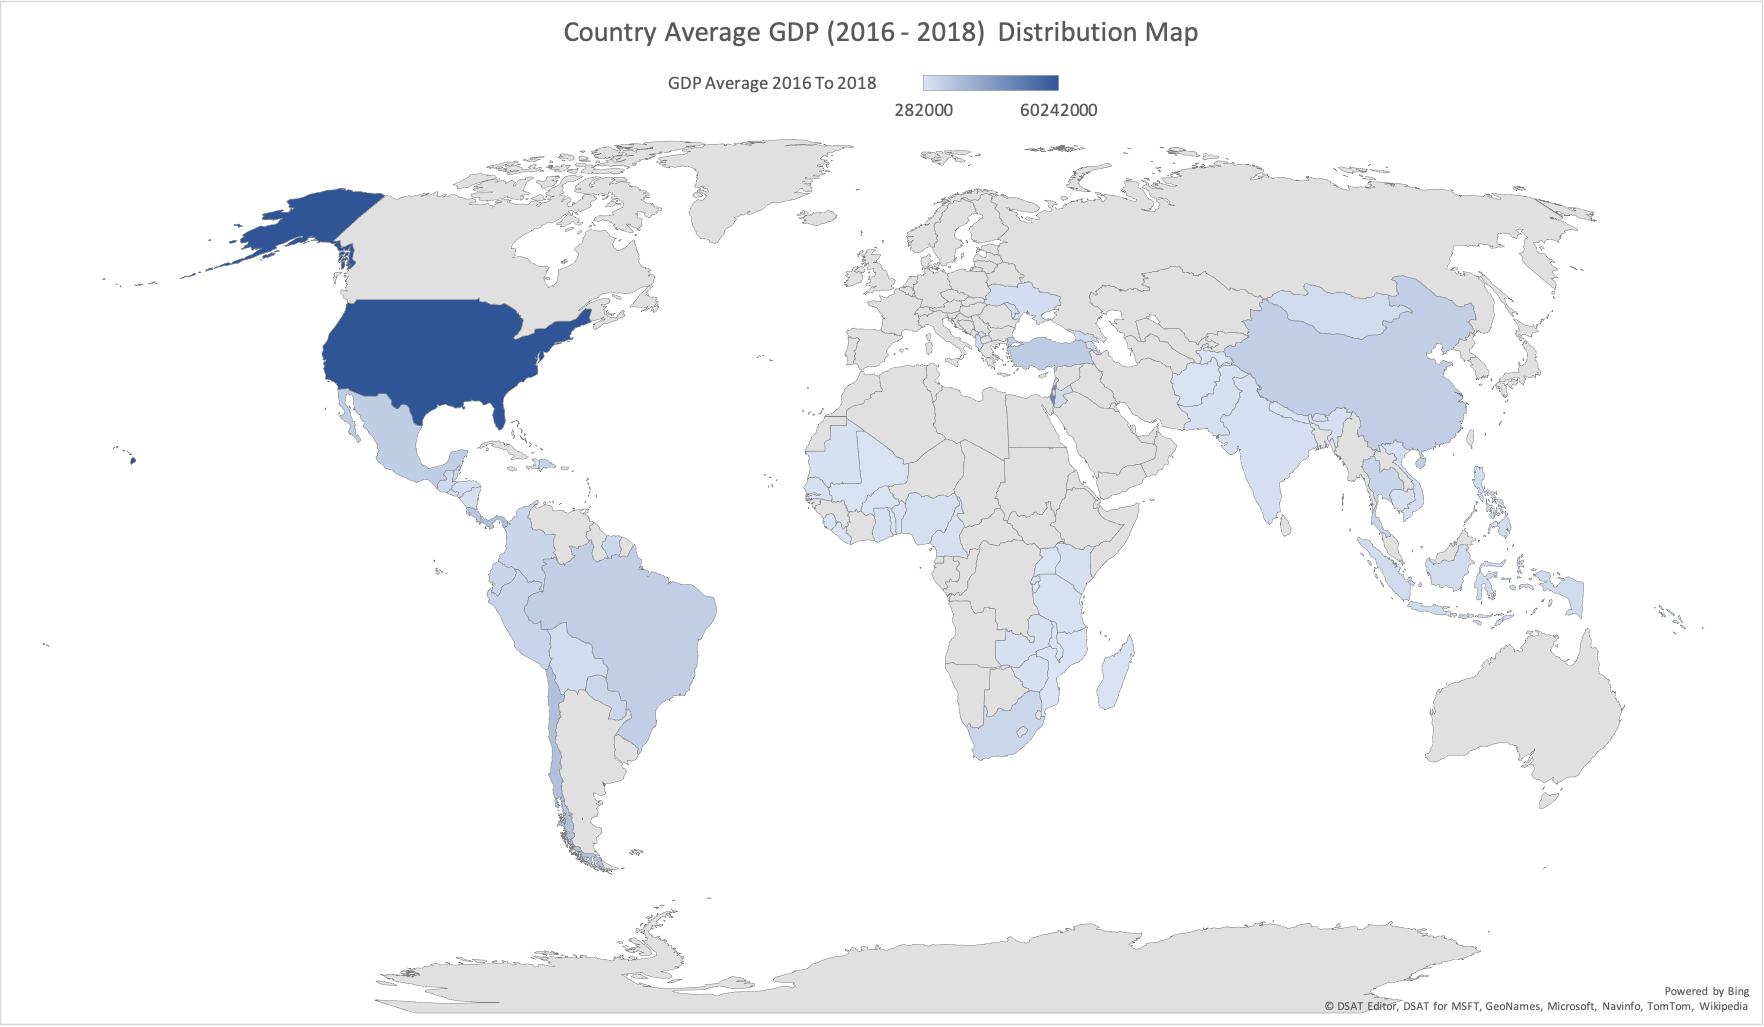 Country Average GDP (2016 - 2018) Distribution Map
GDP Average 2016 To 2018
282000 60242000
Powered by Bing
© DSAT Editor, DSAT for MSFT, GeoNames, Microsoft, Navinfo, TomTom, Wikipedia